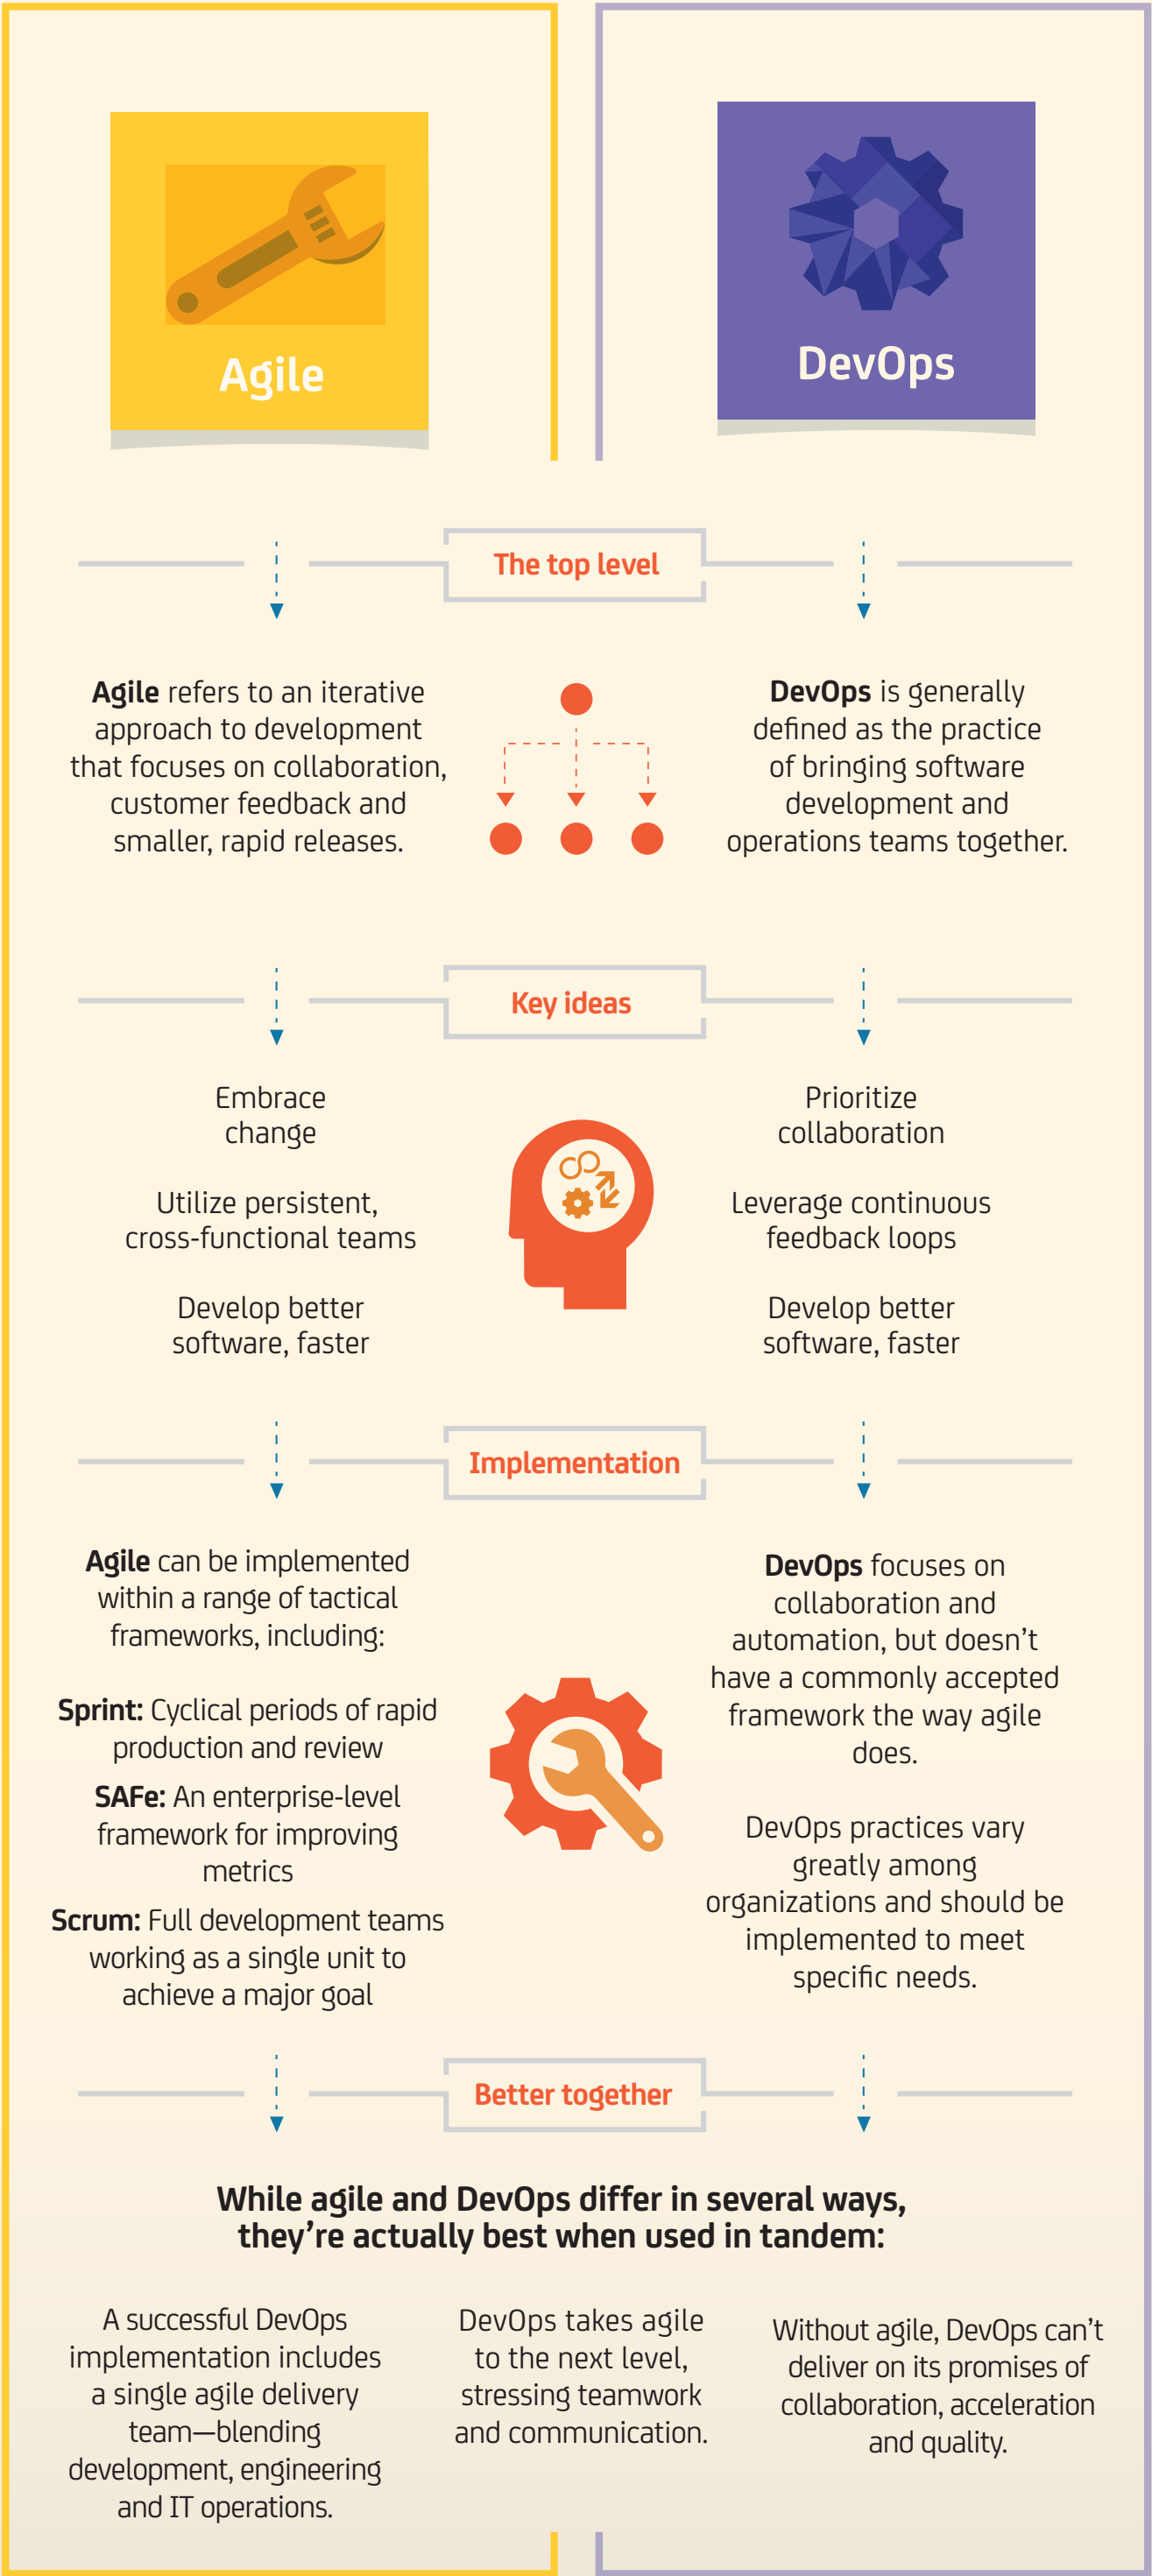 Agile
DevOps
The top level
Agile refers to an iterative
approach to development
that focuses on collaboration,
customer feedback and
smaller, rapid releases.
DevOps is generally
defined as the practice
of bringing software
development and
operations teams together.
Key ideas
Embrace
change
Utilize persistent,
cross-functional teams
Develop better
software, faster
Prioritize
collaboration
Leverage continuous
feedback loops
Develop better
software, faster
Implementation
Agile can be implemented
within a range of tactical
frameworks, including:
Sprint: Cyclical periods of rapid
production and review
SAFe: An enterprise-level
framework for improving
metrics
Scrum: Full development teams
working as a single unit to
achieve a major goal
DevOps focuses on
collaboration and
automation, but doesn’t
have a commonly accepted
framework the way agile
does.
DevOps practices vary
greatly among
organizations and should be
implemented to meet
specific needs.
Better together
While agile and DevOps differ in several ways,
they’re actually best when used in tandem:
A successful DevOps
implementation includes
a single agile delivery
team—blending
development, engineering
and IT operations.
DevOps takes agile
to the next level,
stressing teamwork
and communication.
Without agile, DevOps can’t
deliver on its promises of
collaboration, acceleration
and quality.